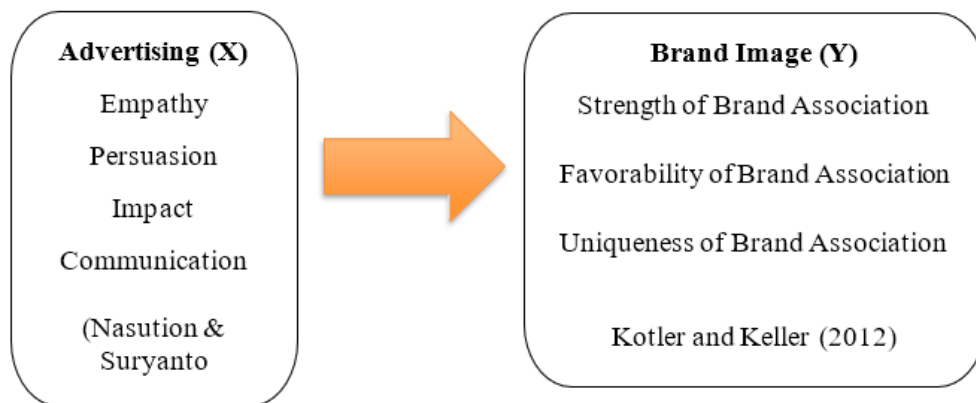 Advertising (X)
Empathy
Persuasion
Impact
Communication
(Nasution &
Suryanto
Brand Image (Y)
Strength of Brand Association
Favorability of Brand Association
Uniqueness of Brand Association
Kotler and Keller (2012)